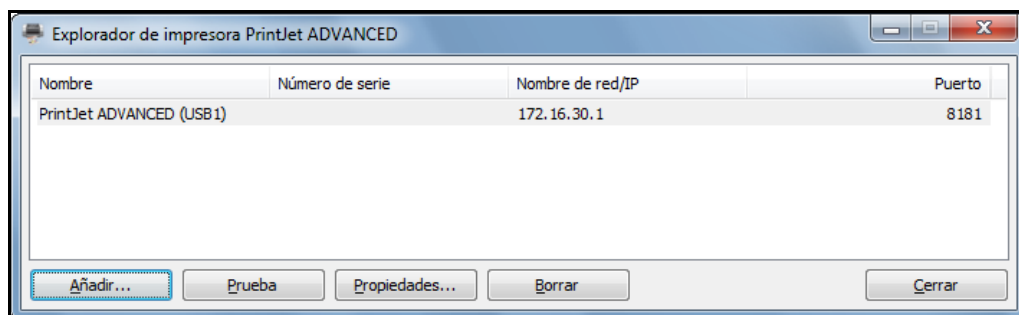 Explorador de impresora PrintJet ADVANCED
Nombre Número de serie Nombre de red/IP Puerto
PrintJet ADVANCED (USB1) 172.16.30.1 8181
Añadir... Prueba Propiedades... Borrar Cerrar